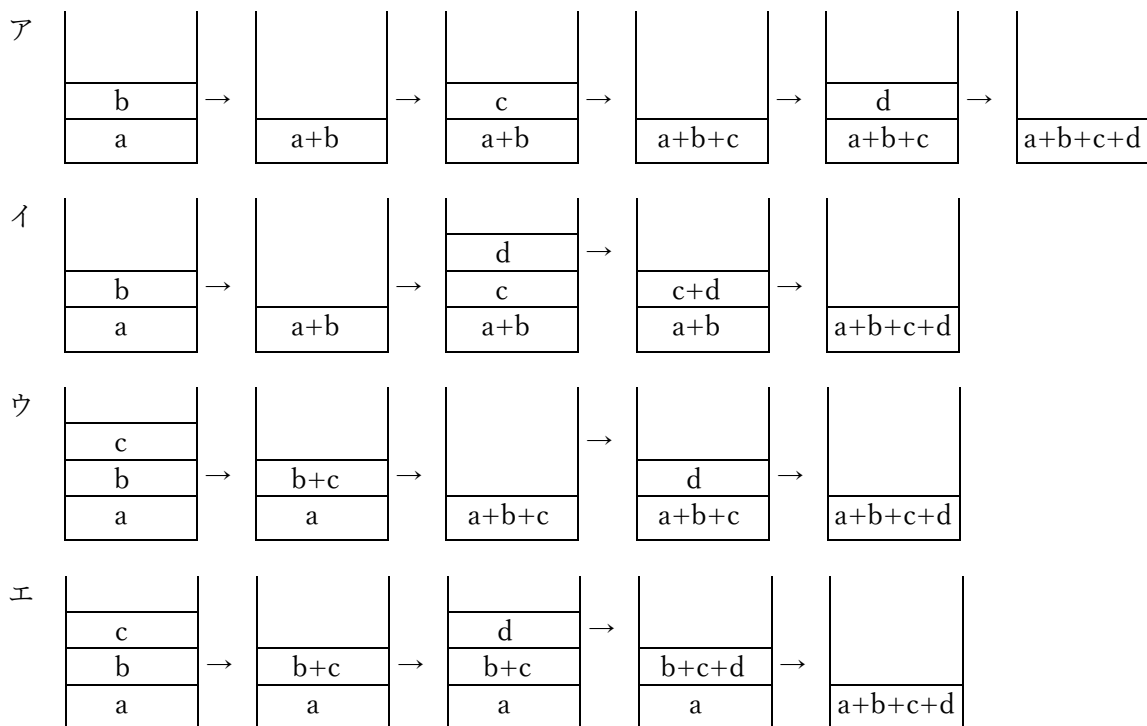 ア
b → → c → → d →
a a+b a+b a+b+c a+b+c a+b+c+d
イ
d →
b → → c c+d →
a a+b a+b a+b a+b+c+d
ウ
c →
b → b+c → d →
a a a+b+c a+b+c a+b+c+d
エ
c d →
b → b+c → b+c b+c+d →
a a a a a+b+c+d